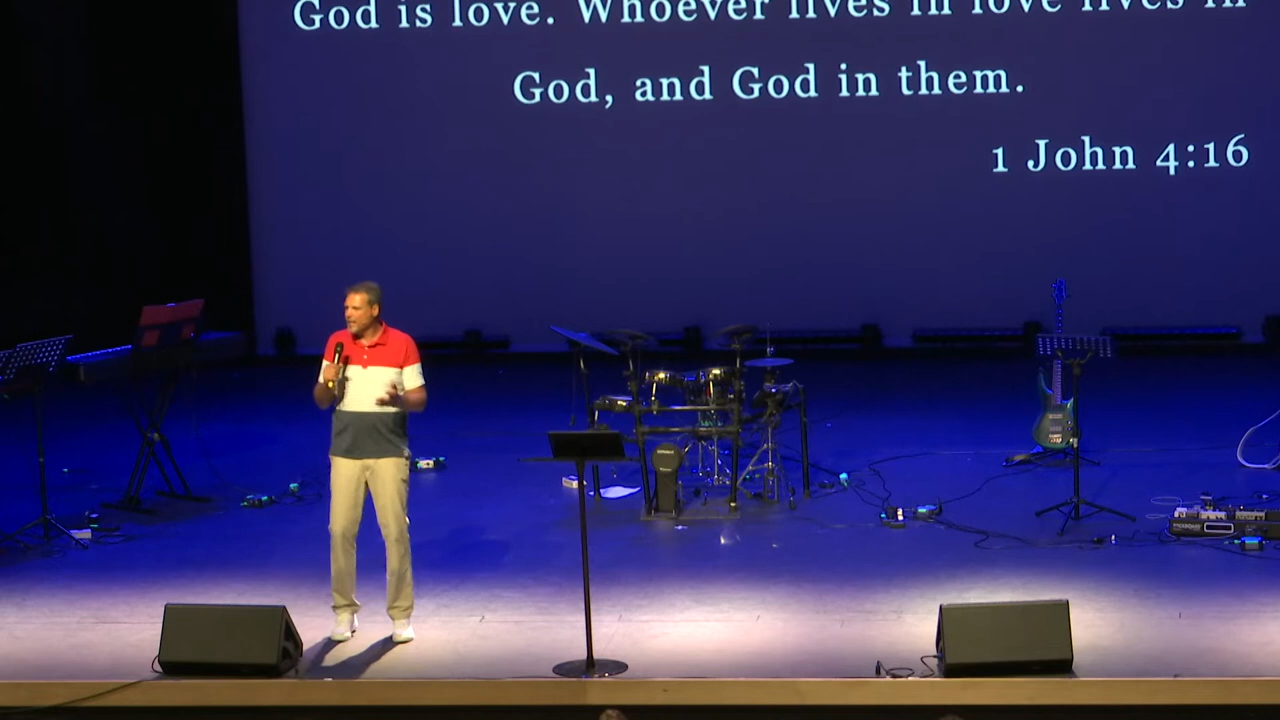 God is love. Whoever lives in love lives in
God, and God in them.
1 John 4:16